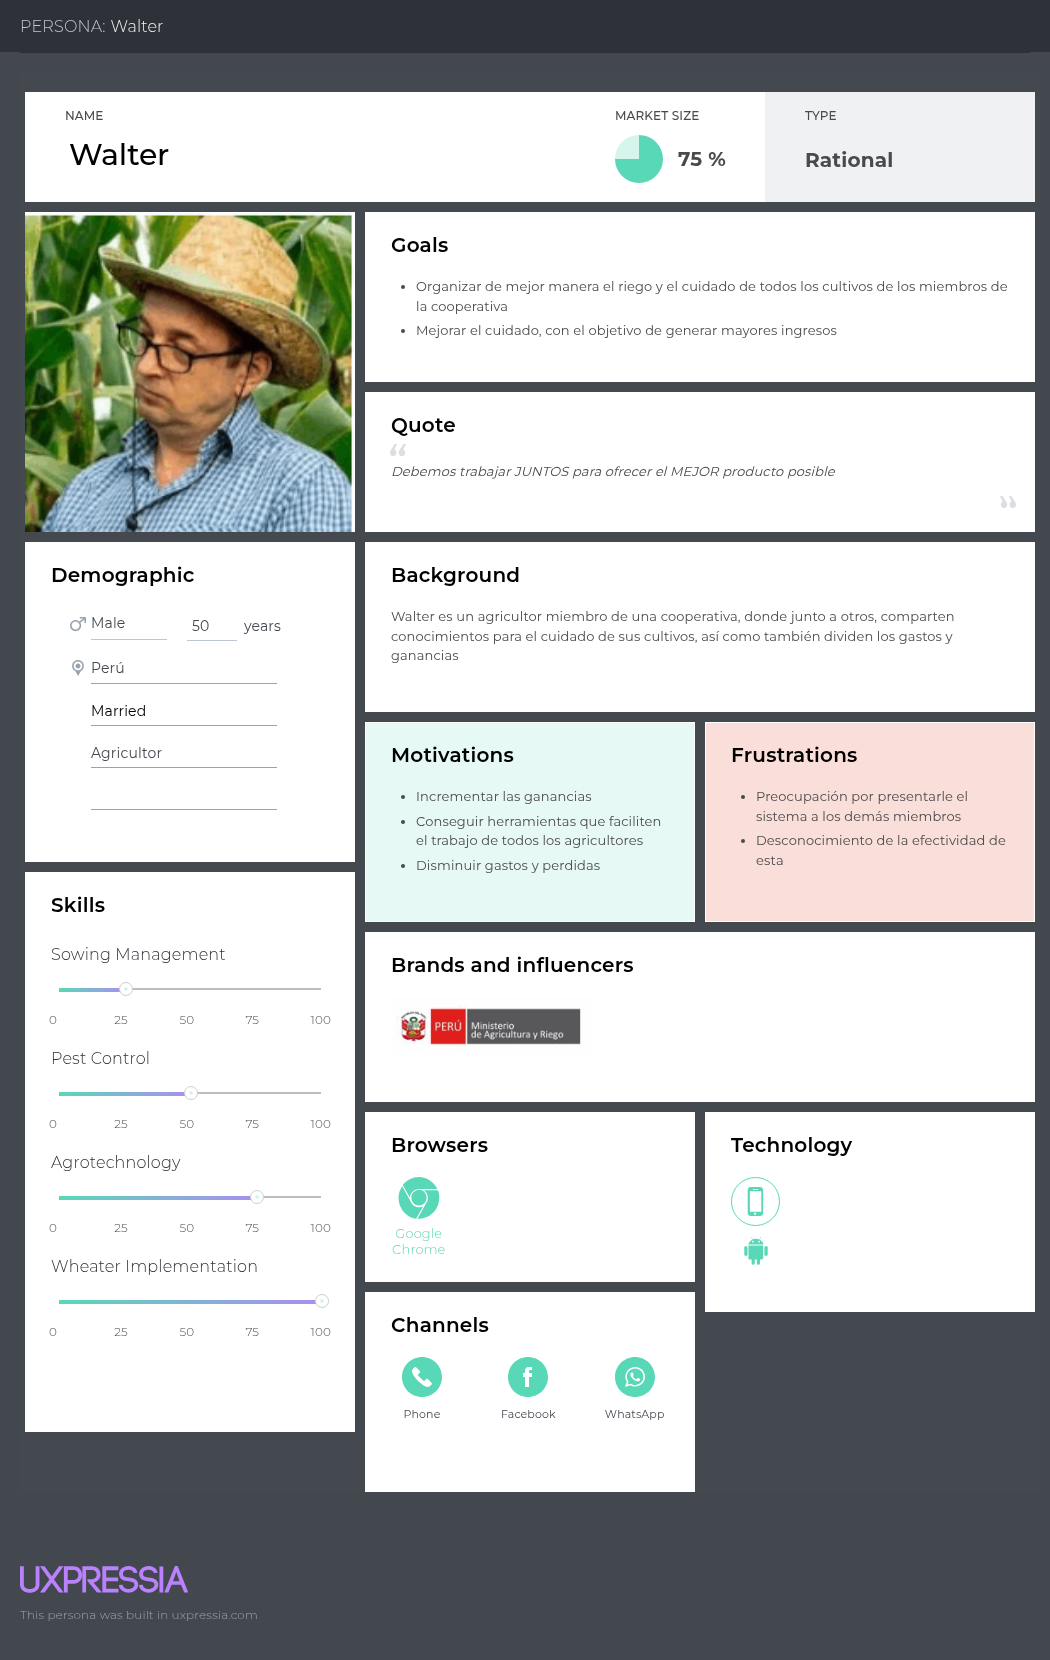 PERSONA: Walter
NAME
Walter
MARKET SIZE
75 %
TYPE
Rational
Goals
Organizar de mejor manera el riego y el cuidado de todos los cultivos de los miembros de
la cooperativa
Mejorar el cuidado, con el objetivo de generar mayores ingresos
Quote
“
Debemos trabajar JUNTOS para ofrecer el MEJOR producto posible
”
Demographic
Male
50 years
Perú
Married
Agricultor
Background
Walter es un agricultor miembro de una cooperativa, donde junto a otros, comparten
conocimientos para el cuidado de sus cultivos, así como también dividen los gastos y
ganancias
Motivations
Incrementar las ganancias
Conseguir herramientas que faciliten
el trabajo de todos los agricultores
Disminuir gastos y perdidas
Frustrations
Preocupación por presentarle el
sistema a los demás miembros
Desconocimiento de la efectividad de
esta
Skills
Sowing Management
0 25 50 75 100
Pest Control
0 25 50 75 100
Agrotechnology
0 25 50 75 100
Wheater Implementation
0 25 50 75 100
Brands and influencers
PERÚ
Ministerio
de Agricultura y Riego
Browsers
Google
Chrome
Technology
Channels
Phone
Facebook
WhatsApp
UXPRESSIA
This persona was built in uxpressia.com